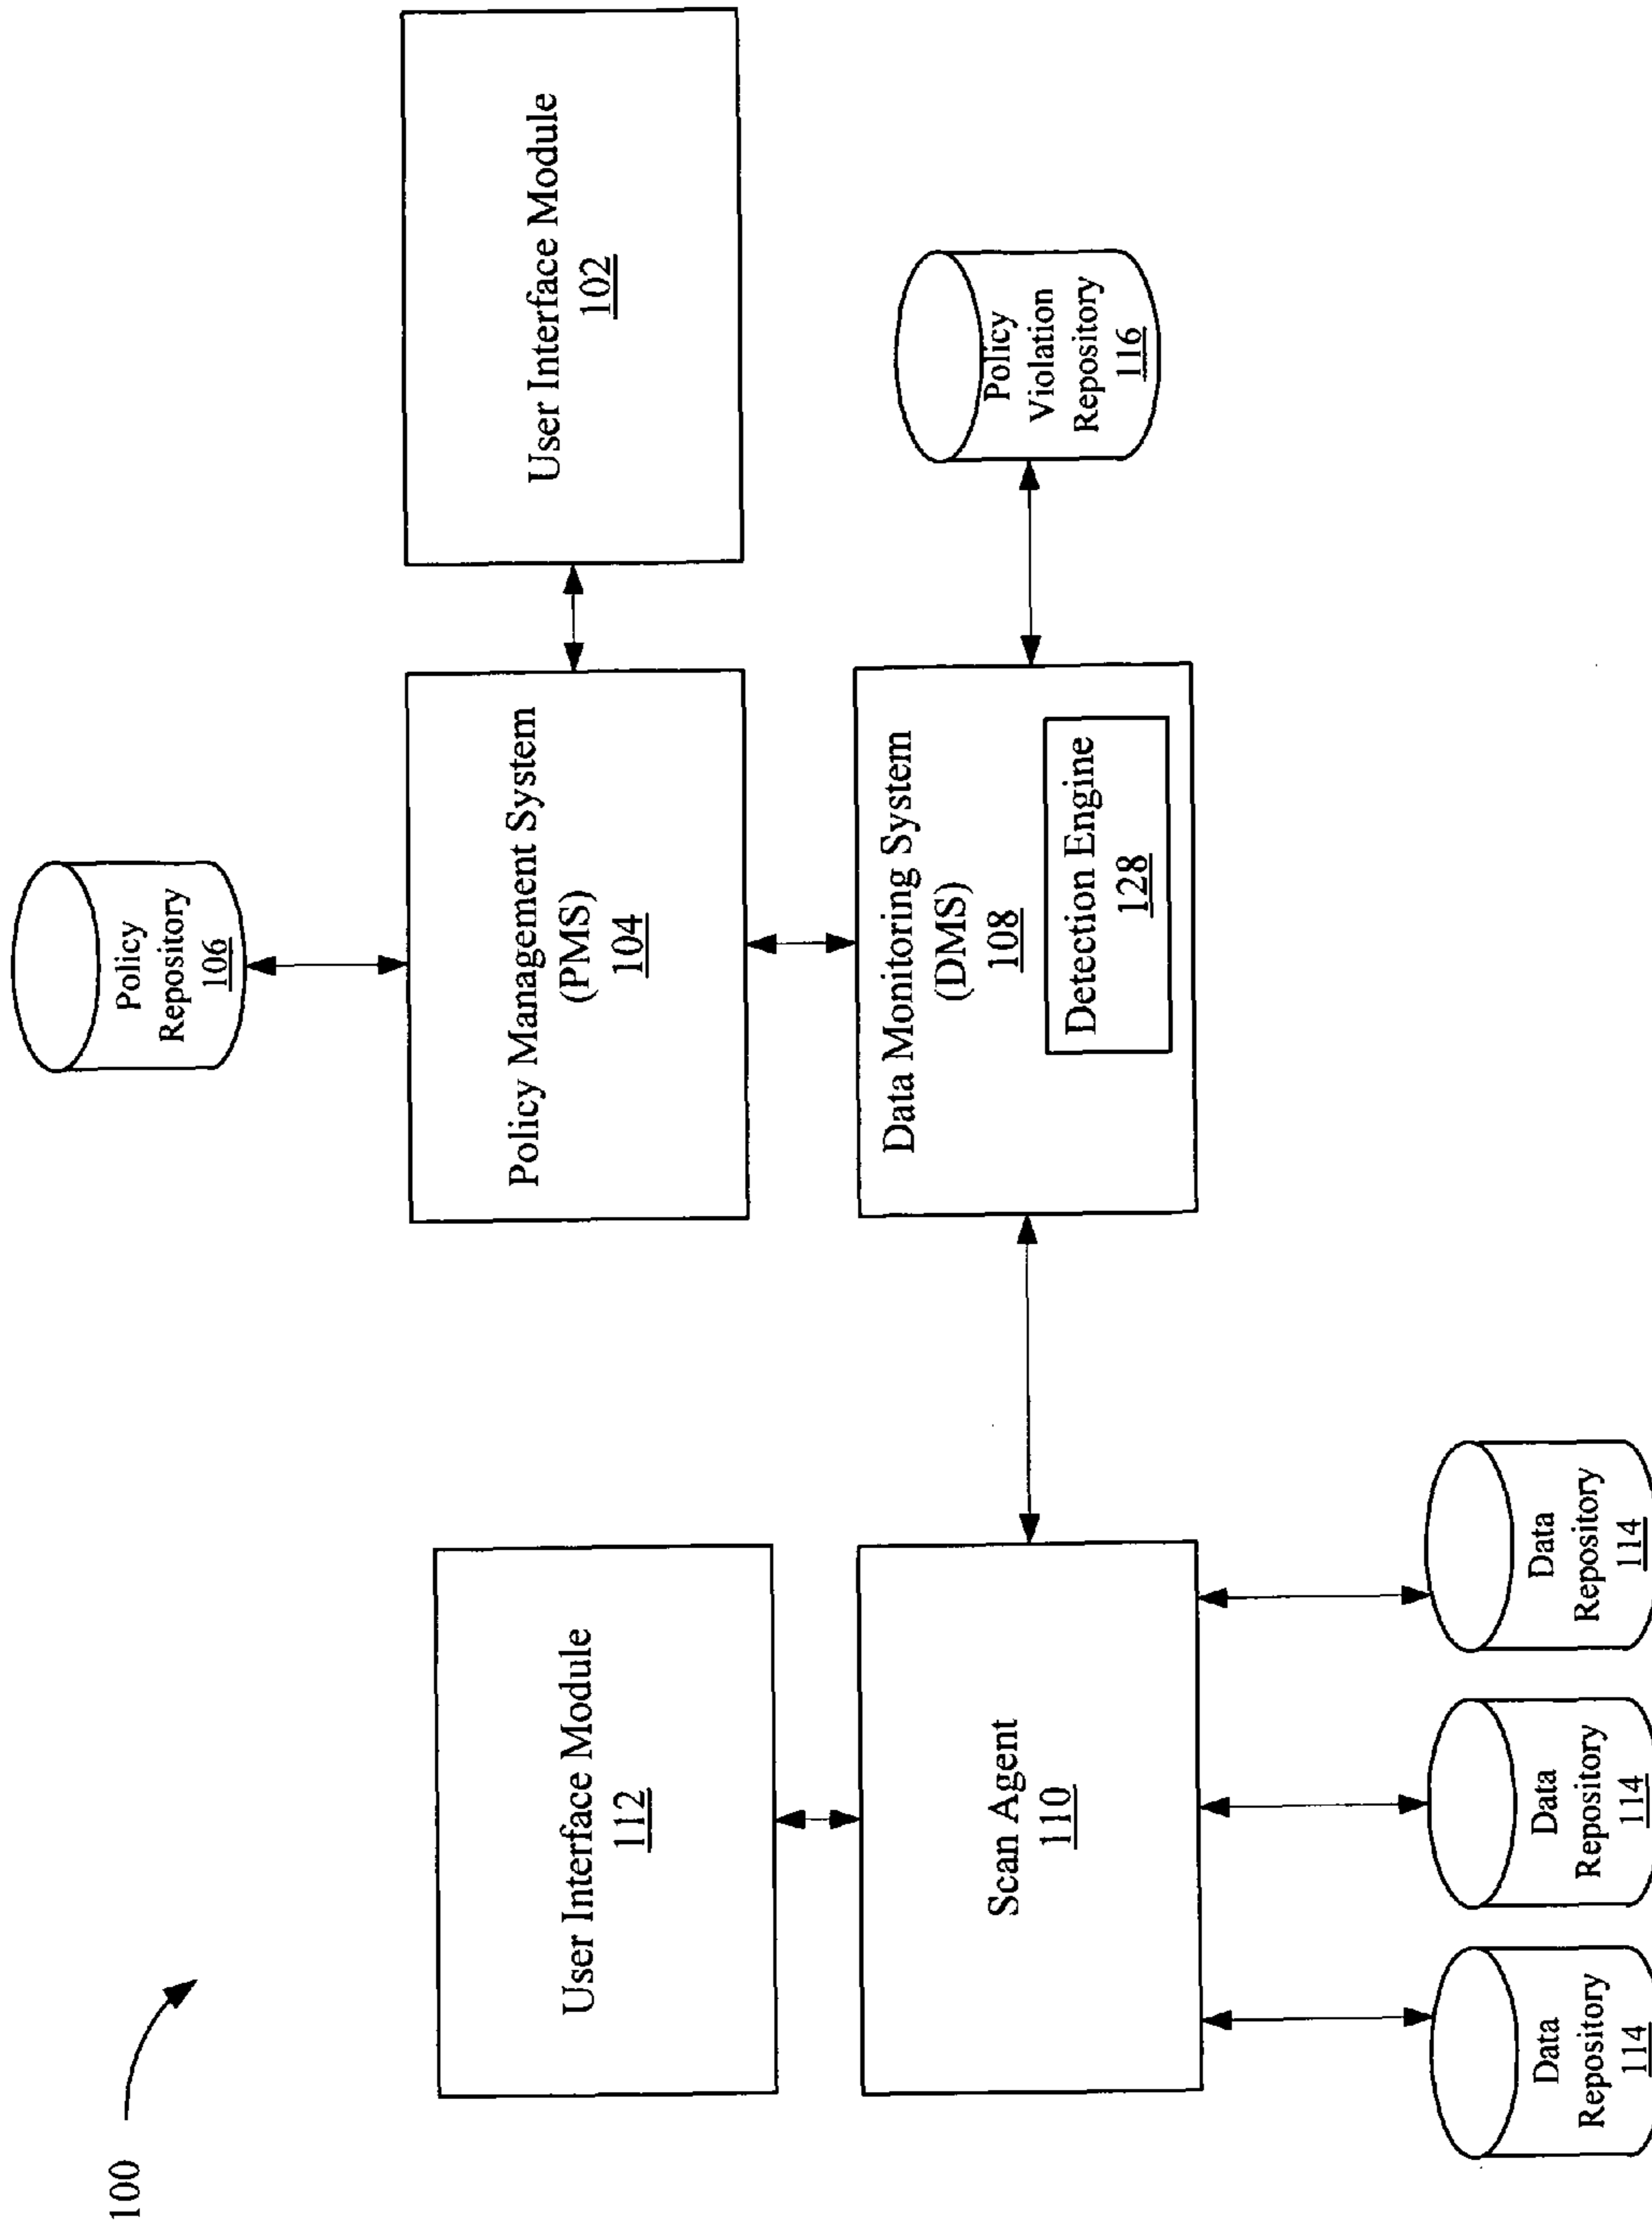 100
Policy
Repository
106
User Interface Module
112
Policy Management System
(PMS)
104
User Interface Module
102
Scan Agent
110
Data Monitoring System
(DMS)
108
Detection Engine
128
Policy
Violation
Repository
116
Data
Repository
114
Data
Repository
114
Data
Repository
114